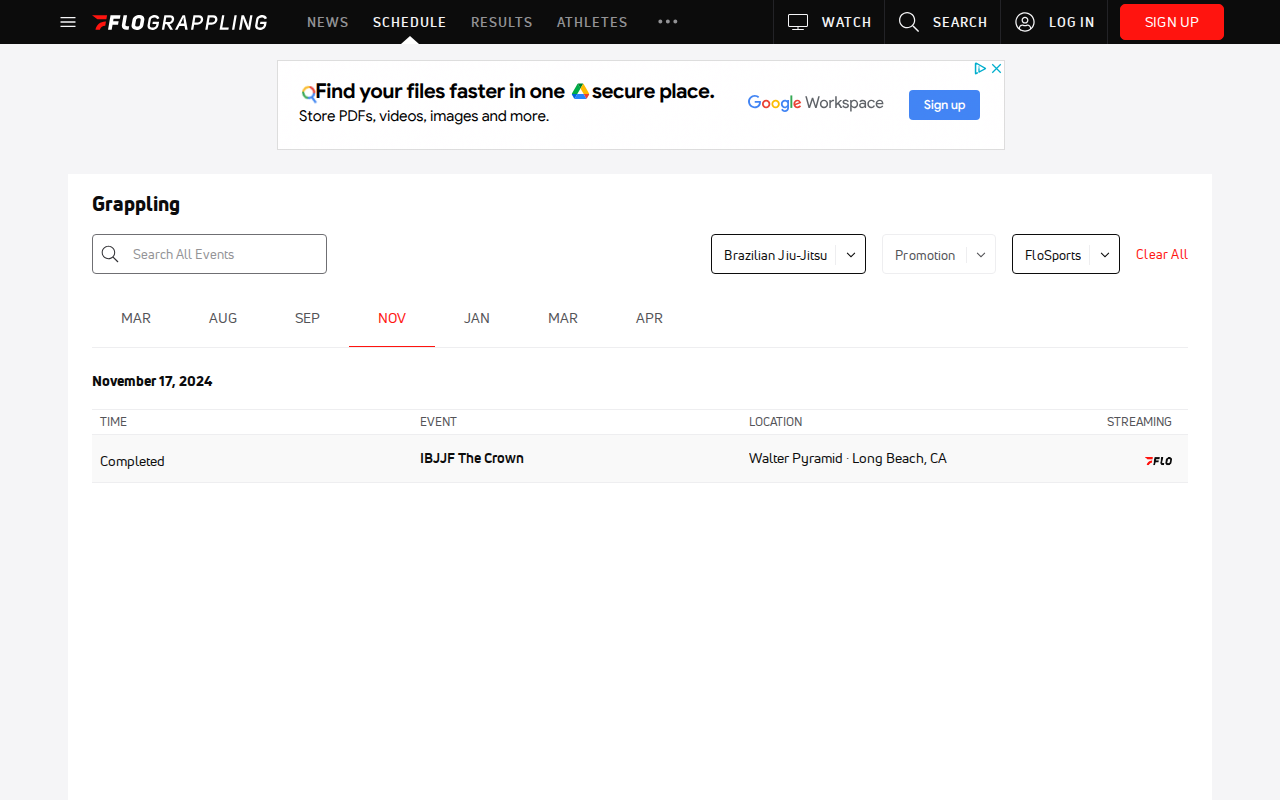 FLOGRAPPLING NEWS SCHEDULE RESULTS ATHLETES WATCH SEARCH LOG IN SIGN UP
Find your files faster in one secure place.
Store PDFs, videos, images and more.
Google Workspace
Sign up
Grappling
Search All Events
Brazilian Jiu-Jitsu
Promotion
FloSports
Clear All
MAR AUG SEP NOV JAN MAR APR
November 17, 2024
TIME EVENT LOCATION STREAMING
Completed IBJJF The Crown Walter Pyramid · Long Beach, CA FLO